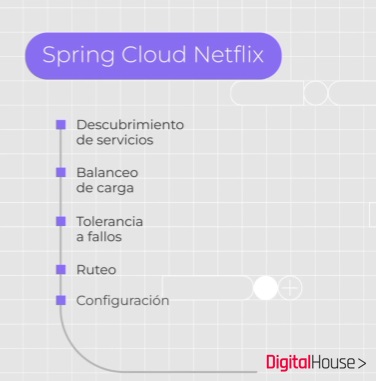 Spring Cloud Netflix
Descubrimiento
de servicios
Balanceo
de carga
Tolerancia
a fallos
Ruteo
Configuración
DigitalHouse>